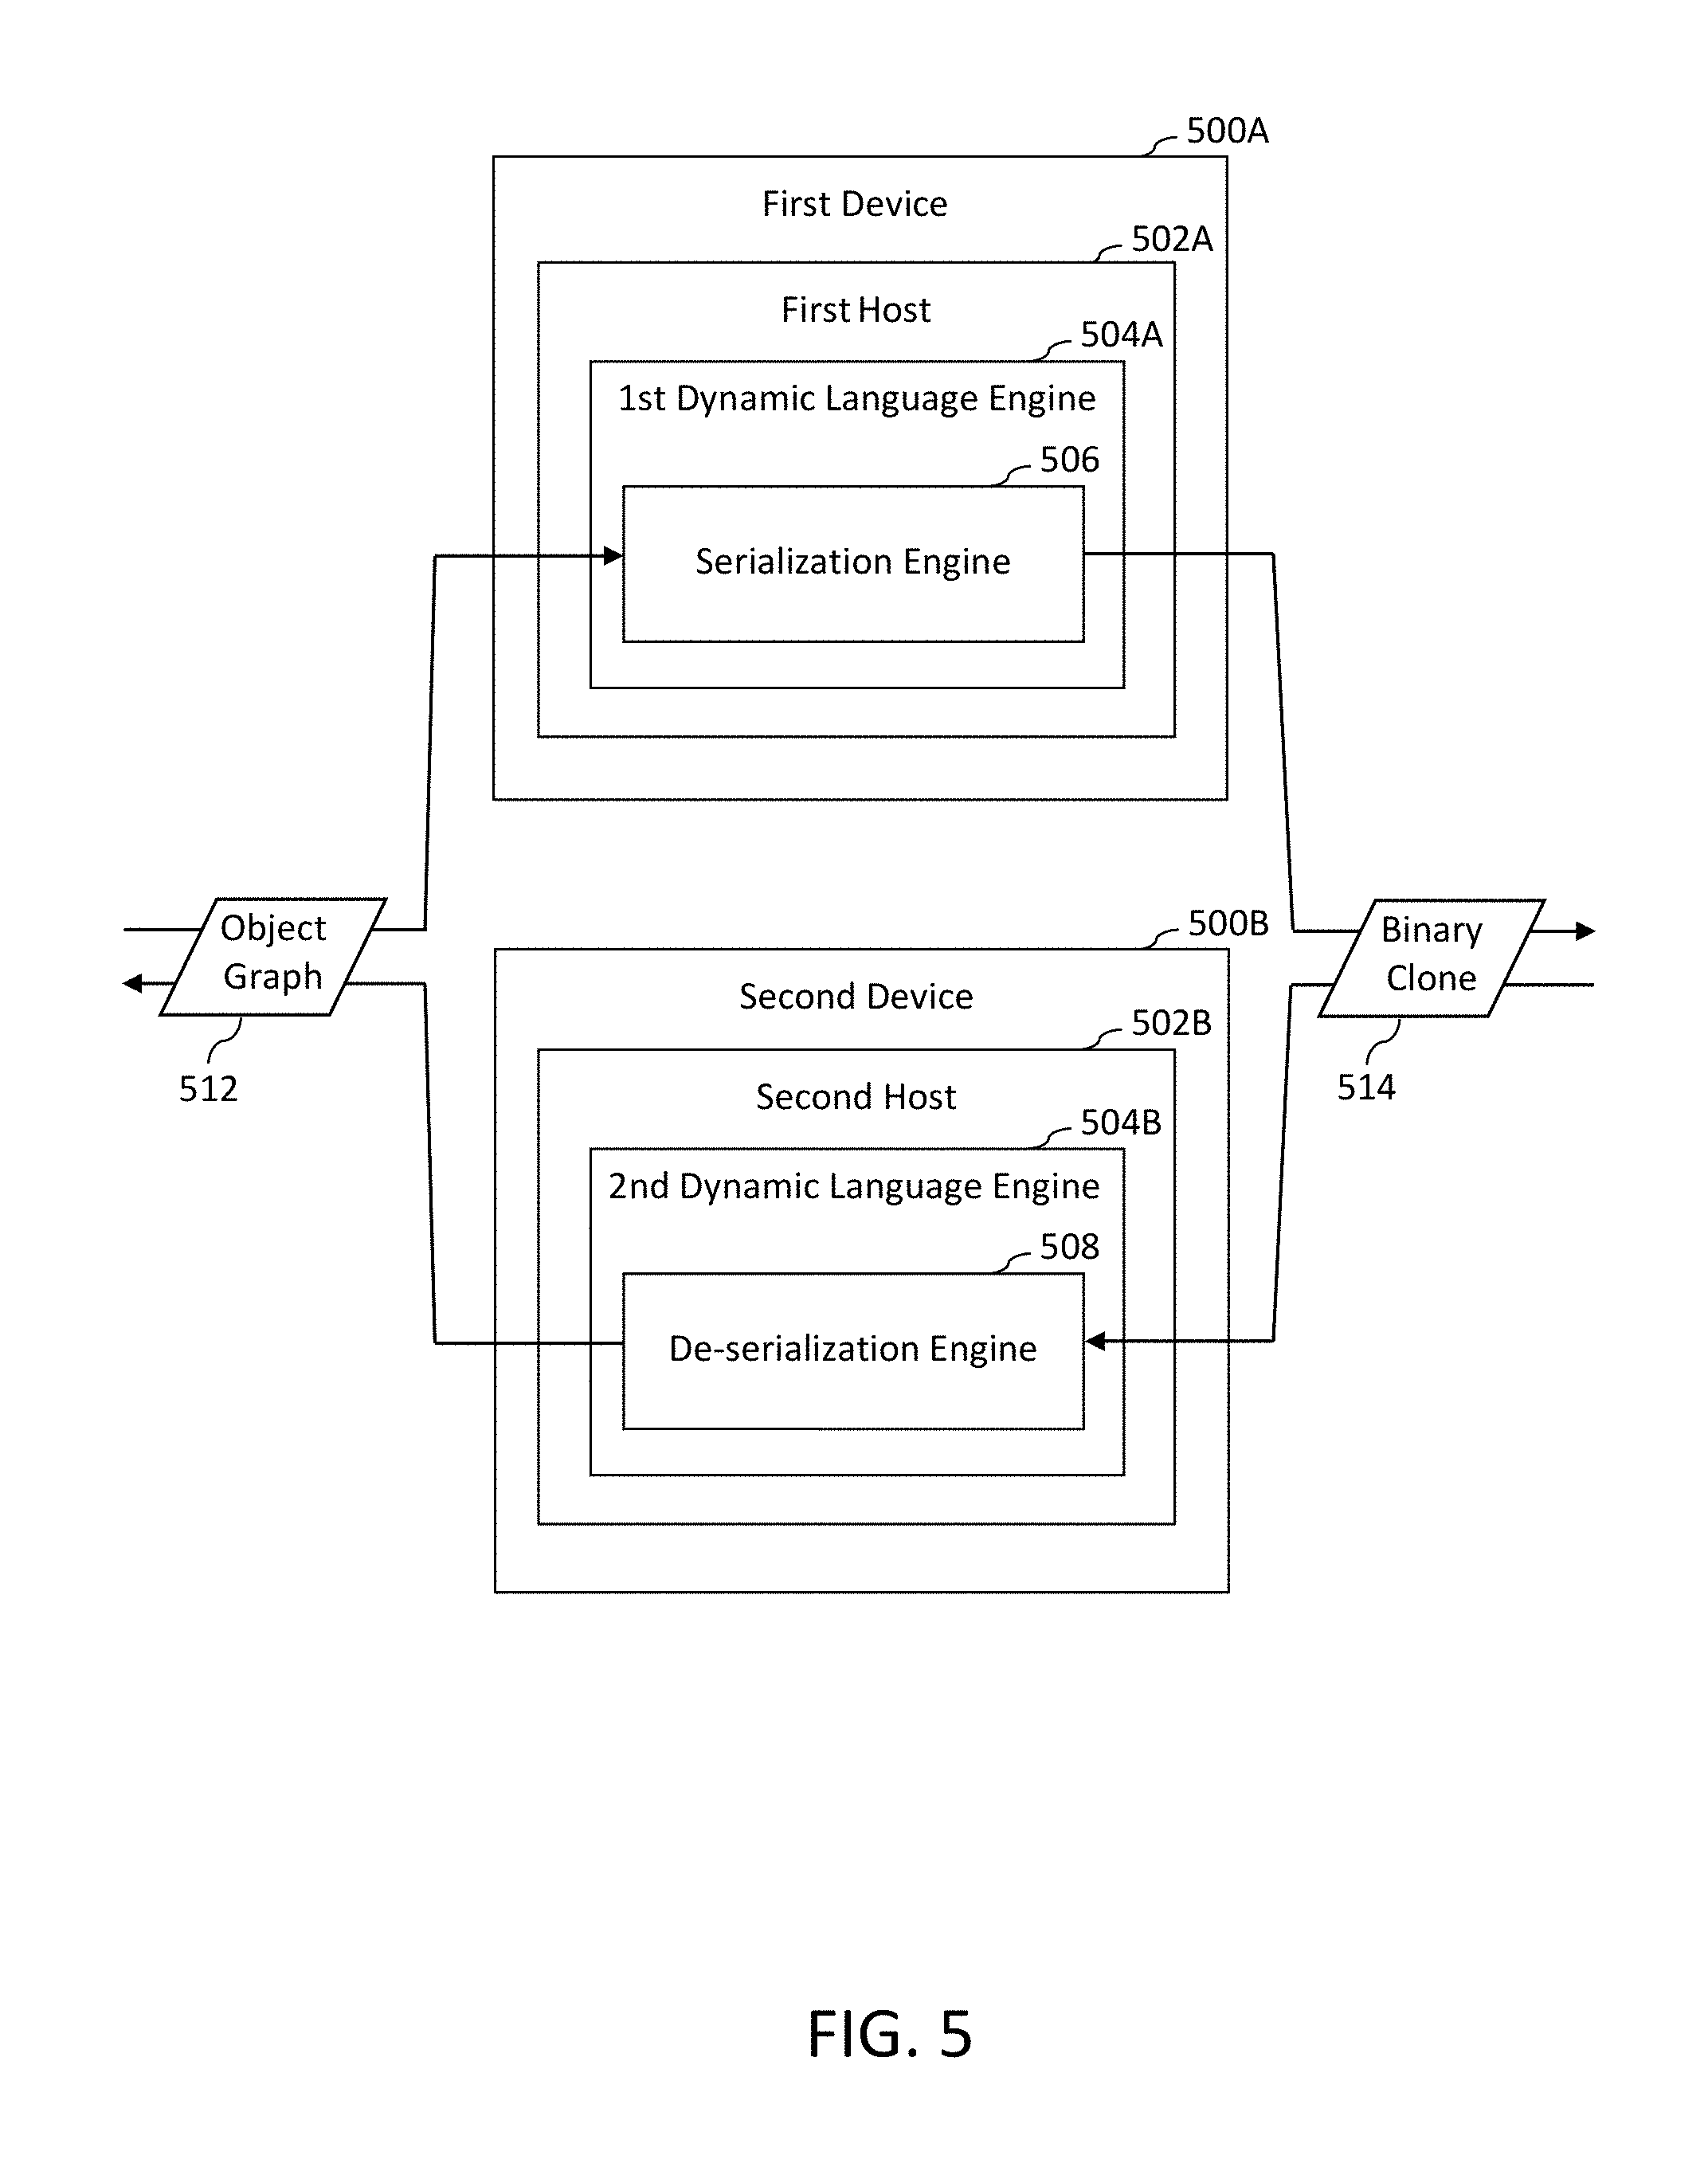 500A
First Device
502A
First Host
504A
1st Dynamic Language Engine
506
Serialization Engine
Object
Graph
512
Binary
Clone
514
500B
Second Device
502B
Second Host
504B
2nd Dynamic Language Engine
508
De-serialization Engine
FIG. 5